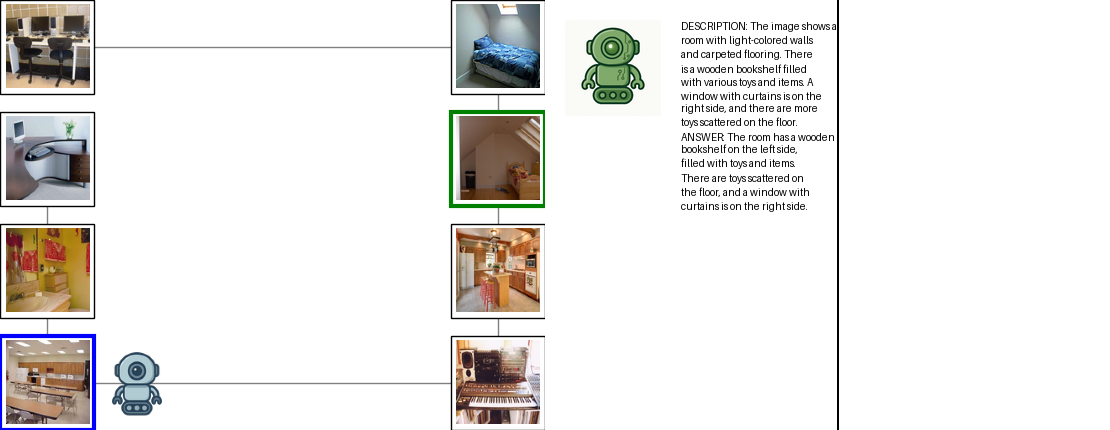 DESCRIPTION: The image shows a
room with light-colored walls
and carpeted flooring. There
is a wooden bookshelf filled
with various toys and items. A
window with curtains is on the
right side, and there are more
toys scattered on the floor.
ANSWER: The room has a wooden
bookshelf on the left side,
filled with toys and items.
There are toys scattered on
the floor, and a window with
curtains is on the right side.